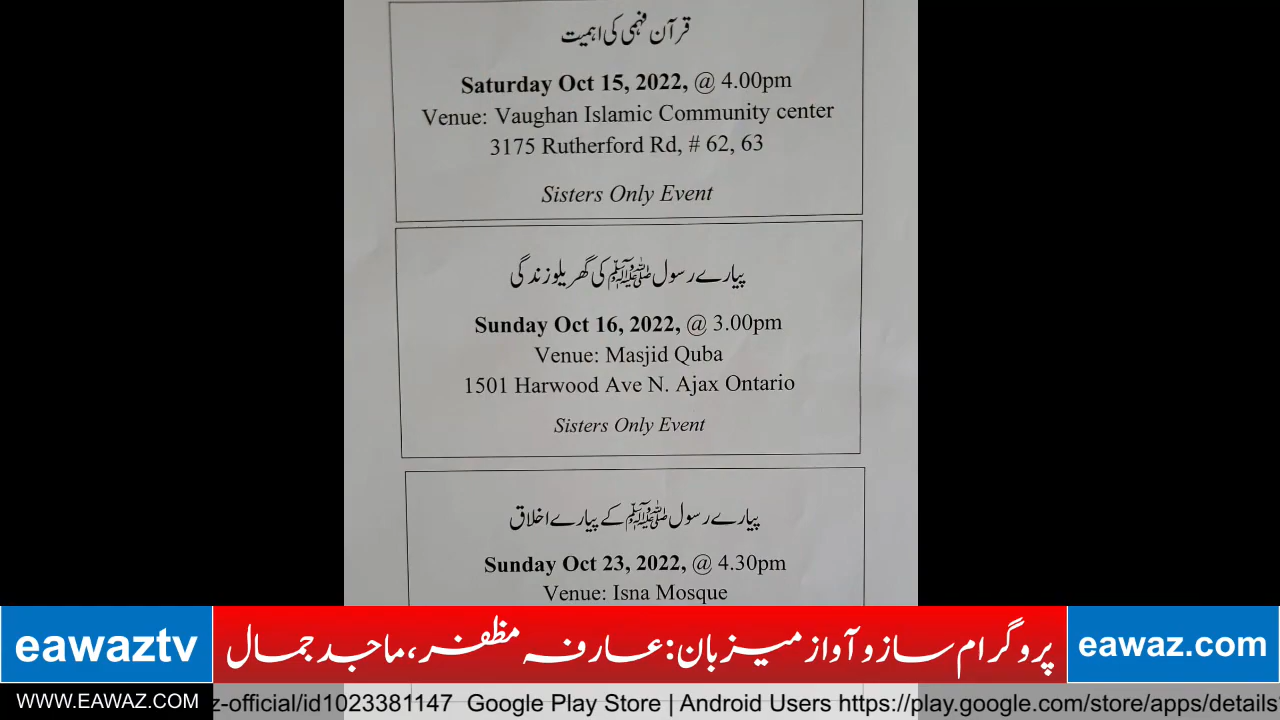 قرآن فہمی کی اہمیت
Saturday Oct 15, 2022, @ 4.00pm
Venue: Vaughan Islamic Community center
3175 Rutherford Rd, # 62, 63
Sisters Only Event
پیارے رسول ﷺ کی گھریلو زندگی
Sunday Oct 16, 2022, @ 3.00pm
Venue: Masjid Quba
1501 Harwood Ave N. Ajax Ontario
Sisters Only Event
پیارے رسول ﷺ کے پیارے اخلاق
Sunday Oct 23, 2022, @ 4.30pm
Venue: Isna Mosque
eawaztv
پروگرام ساز و آواز میزبان: عارفہ مظفر، ماجد جمال
eawaz.com
WWW.EAWAZ.COM
z-official/id1023381147 Google Play Store | Android Users https://play.google.com/store/apps/details